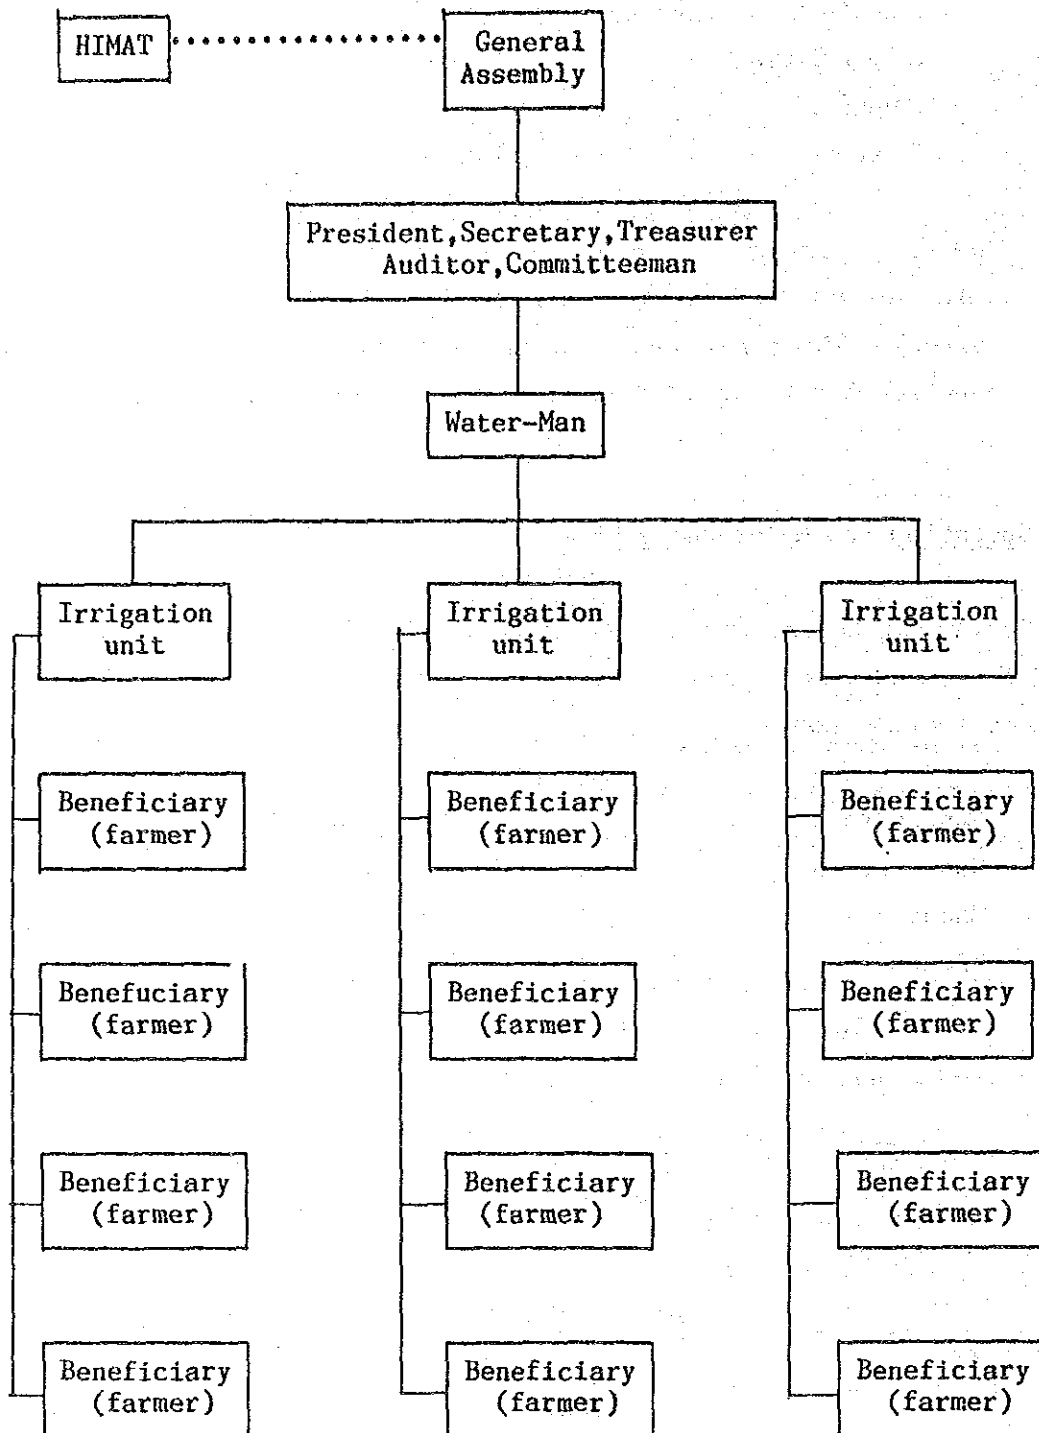 HIMAT
General
Assembly
President,Secretary,Treasurer
Auditor,Committeeman
Water-Man
Irrigation
unit
Irrigation
unit
Irrigation
unit
Beneficiary
(farmer)
Beneficiary
(farmer)
Beneficiary
(farmer)
Benefuciary
(farmer)
Beneficiary
(farmer)
Beneficiary
(farmer)
Beneficiary
(farmer)
Beneficiary
(farmer)
Beneficiary
(farmer)
Beneficiary
(farmer)
Beneficiary
(farmer)
Beneficiary
(farmer)